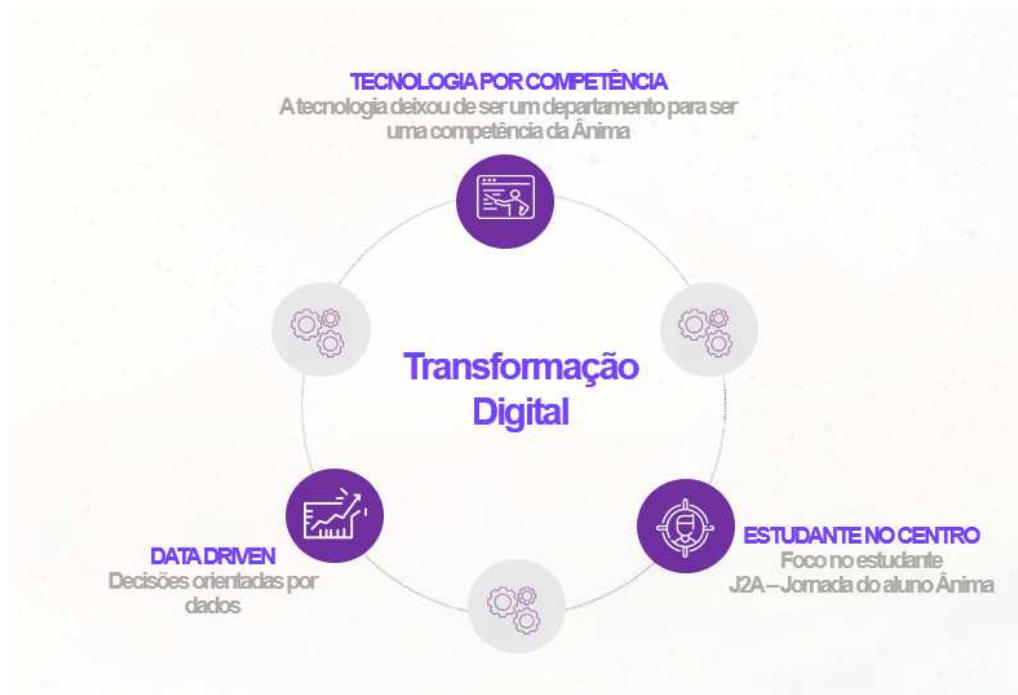 TECNOLOGIA POR COMPETÊNCIA
A tecnologia deixou de ser um departamento para ser
uma competência da Ânima
Transformação
Digital
DATA DRIVEN
Decisões orientadas por
dados
ESTUDANTE NO CENTRO
Foco no estudante
J2A – Jornada do aluno Ânima